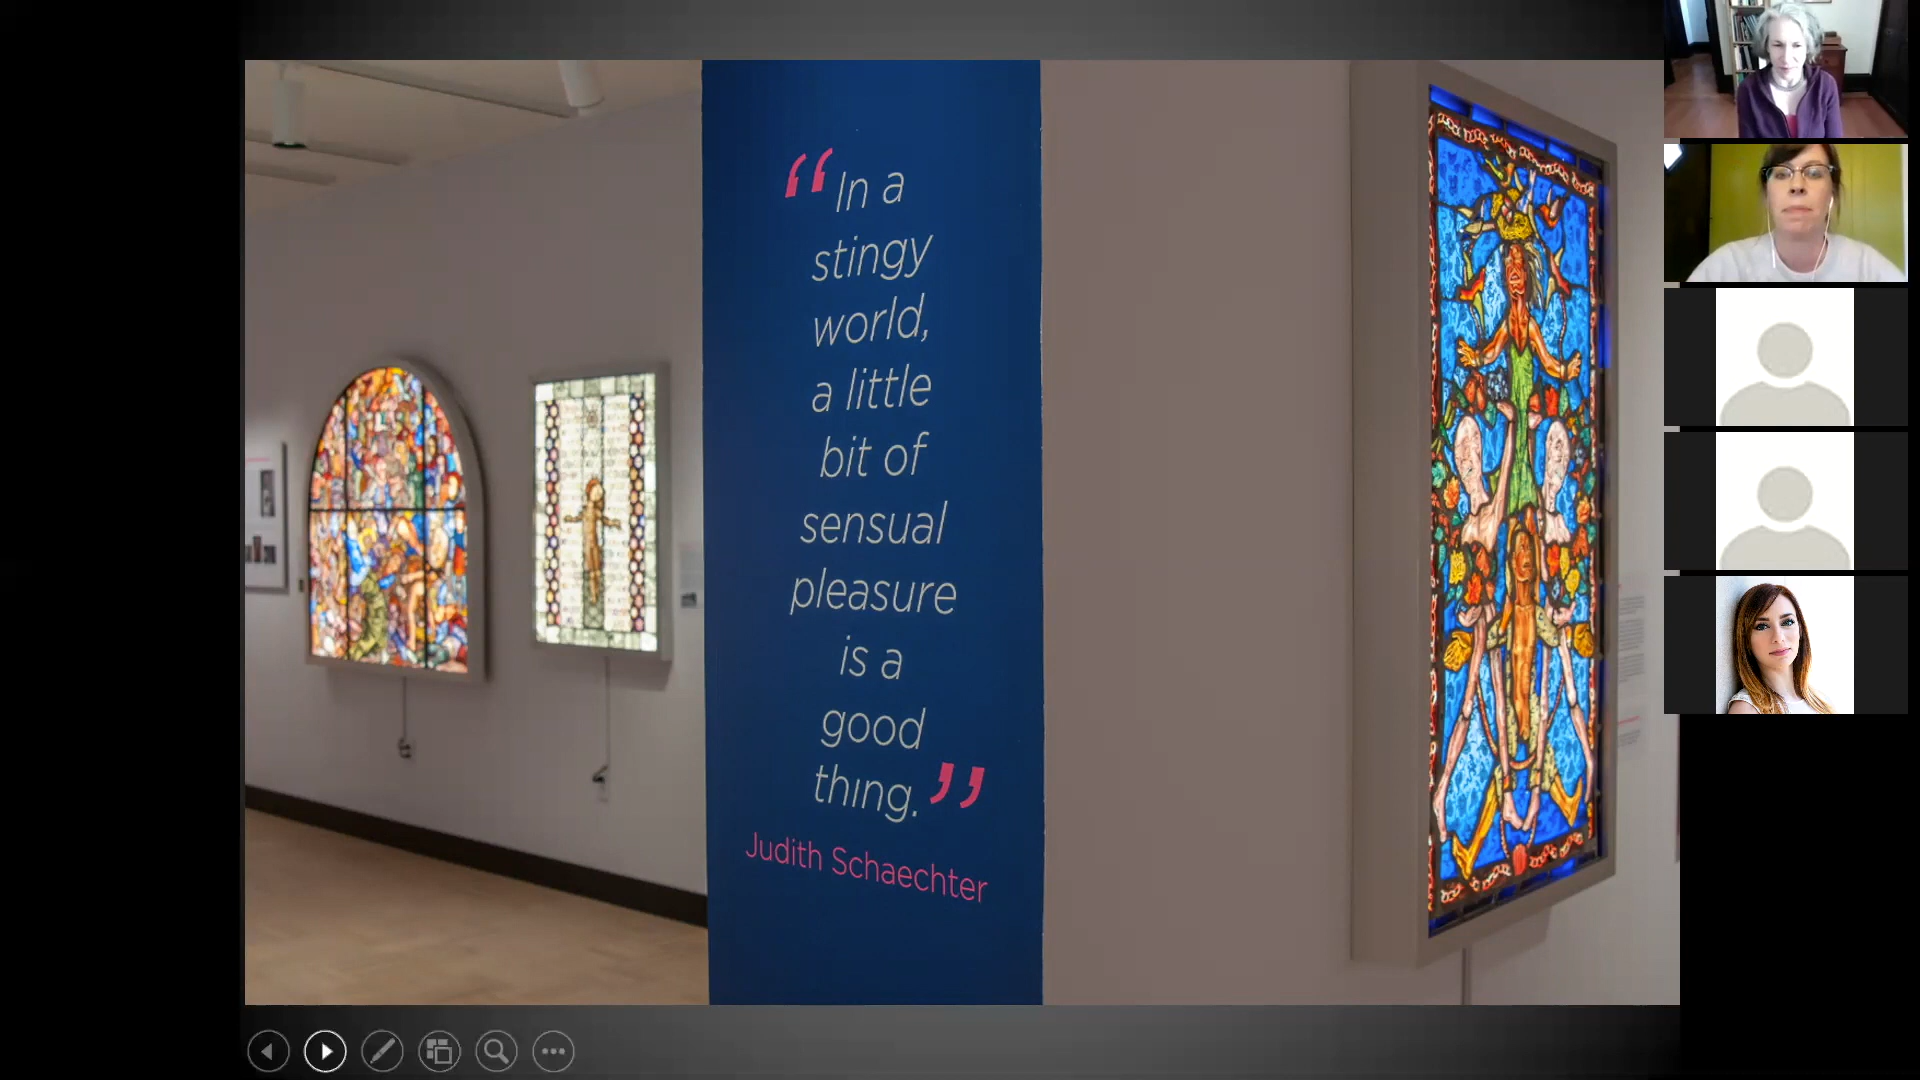 “In a
stingy
world,
a little
bit of
sensual
pleasure
is a
good
thing.”
Judith Schaechter